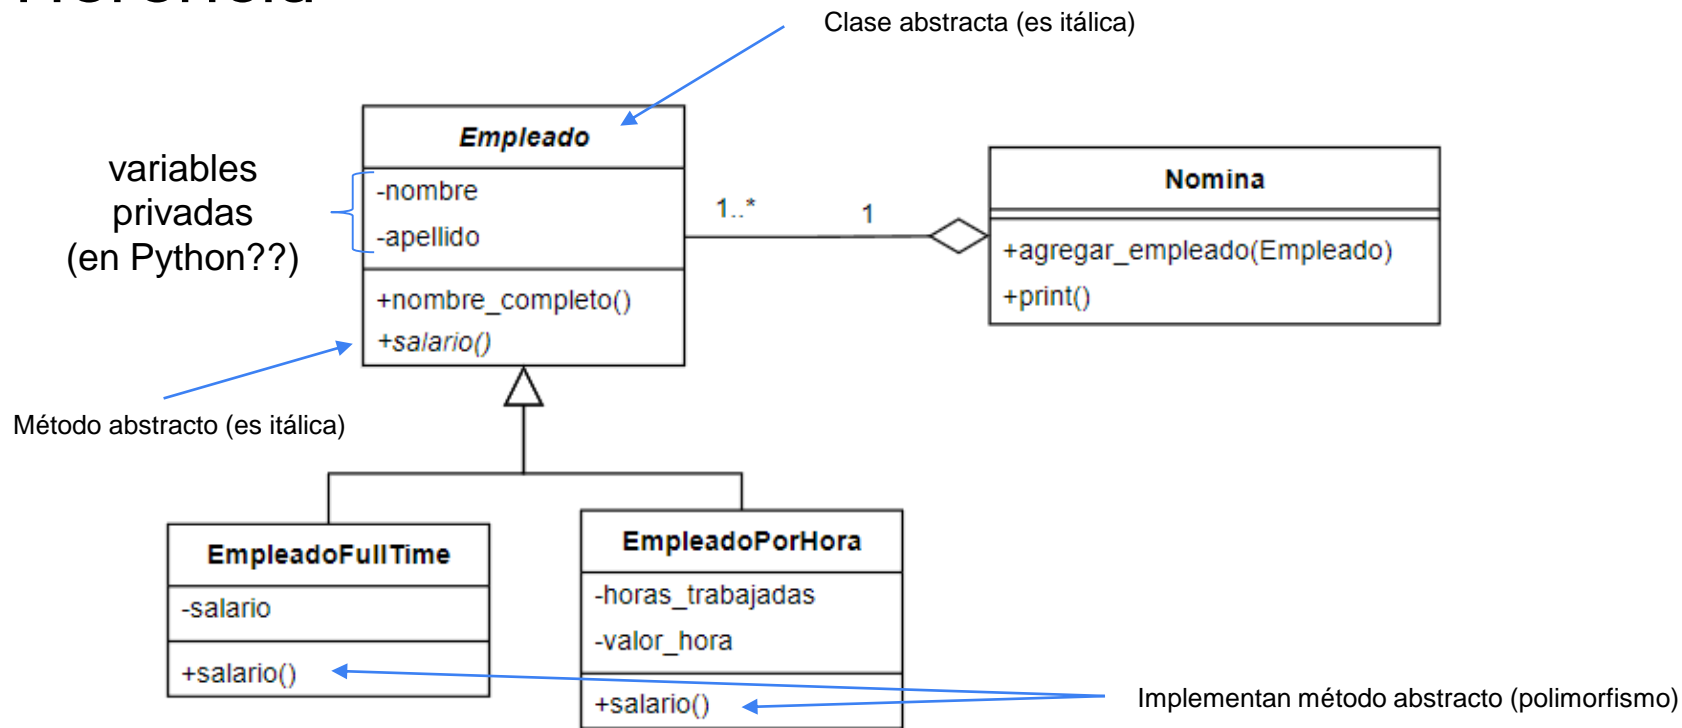 Herencia
Clase abstracta (es itálica)
Empleado
variables
privadas
(en Python??)
-nombre
-apellido
+nombre_completo()
+salario()
1..*
1
Nomina
+agregar_empleado(Empleado)
+print()
Método abstracto (es itálica)
EmpleadoFullTime
-salario
+salario()
EmpleadoPorHora
-horas_trabajadas
-valor_hora
+salario()
Implementan método abstracto (polimorfismo)